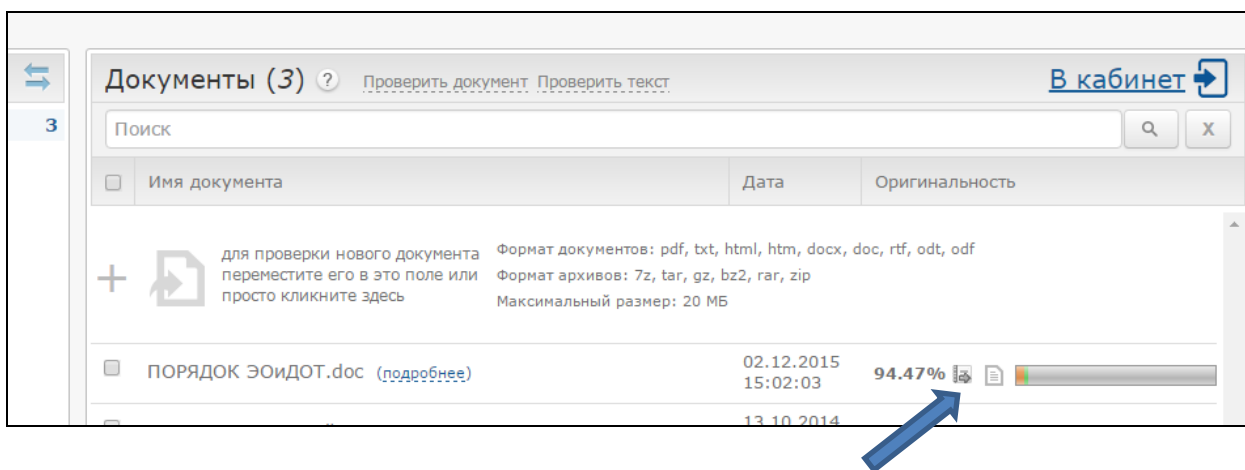 Документы (3) ? Проверить документ Проверить текст В кабинет
3
Поиск X
Имя документа Дата Оригинальность
для проверки нового документа
переместите его в это поле или
просто кликните здесь
Формат документов: pdf, txt, html, htm, docx, doc, rtf, odt, odf
Формат архивов: 7z, tar, gz, bz2, rar, zip
Максимальный размер: 20 МБ
ПОРЯДОК ЭОиДОТ.doc (подробнее) 02.12.2015
15:02:03 94.47%
13.10.2014